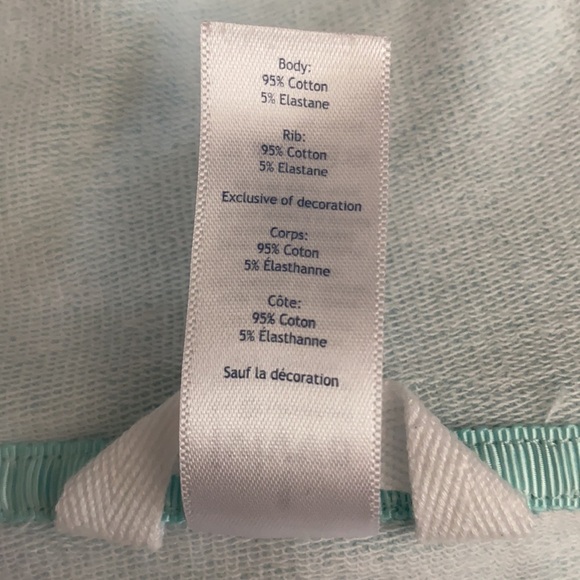 Body:
95% Cotton
5% Elastane
Rib:
95% Cotton
5% Elastane
Exclusive of decoration
Corps:
95% Coton
5% Élasthanne
Côte:
95% Coton
5% Élasthanne
Sauf la décoration